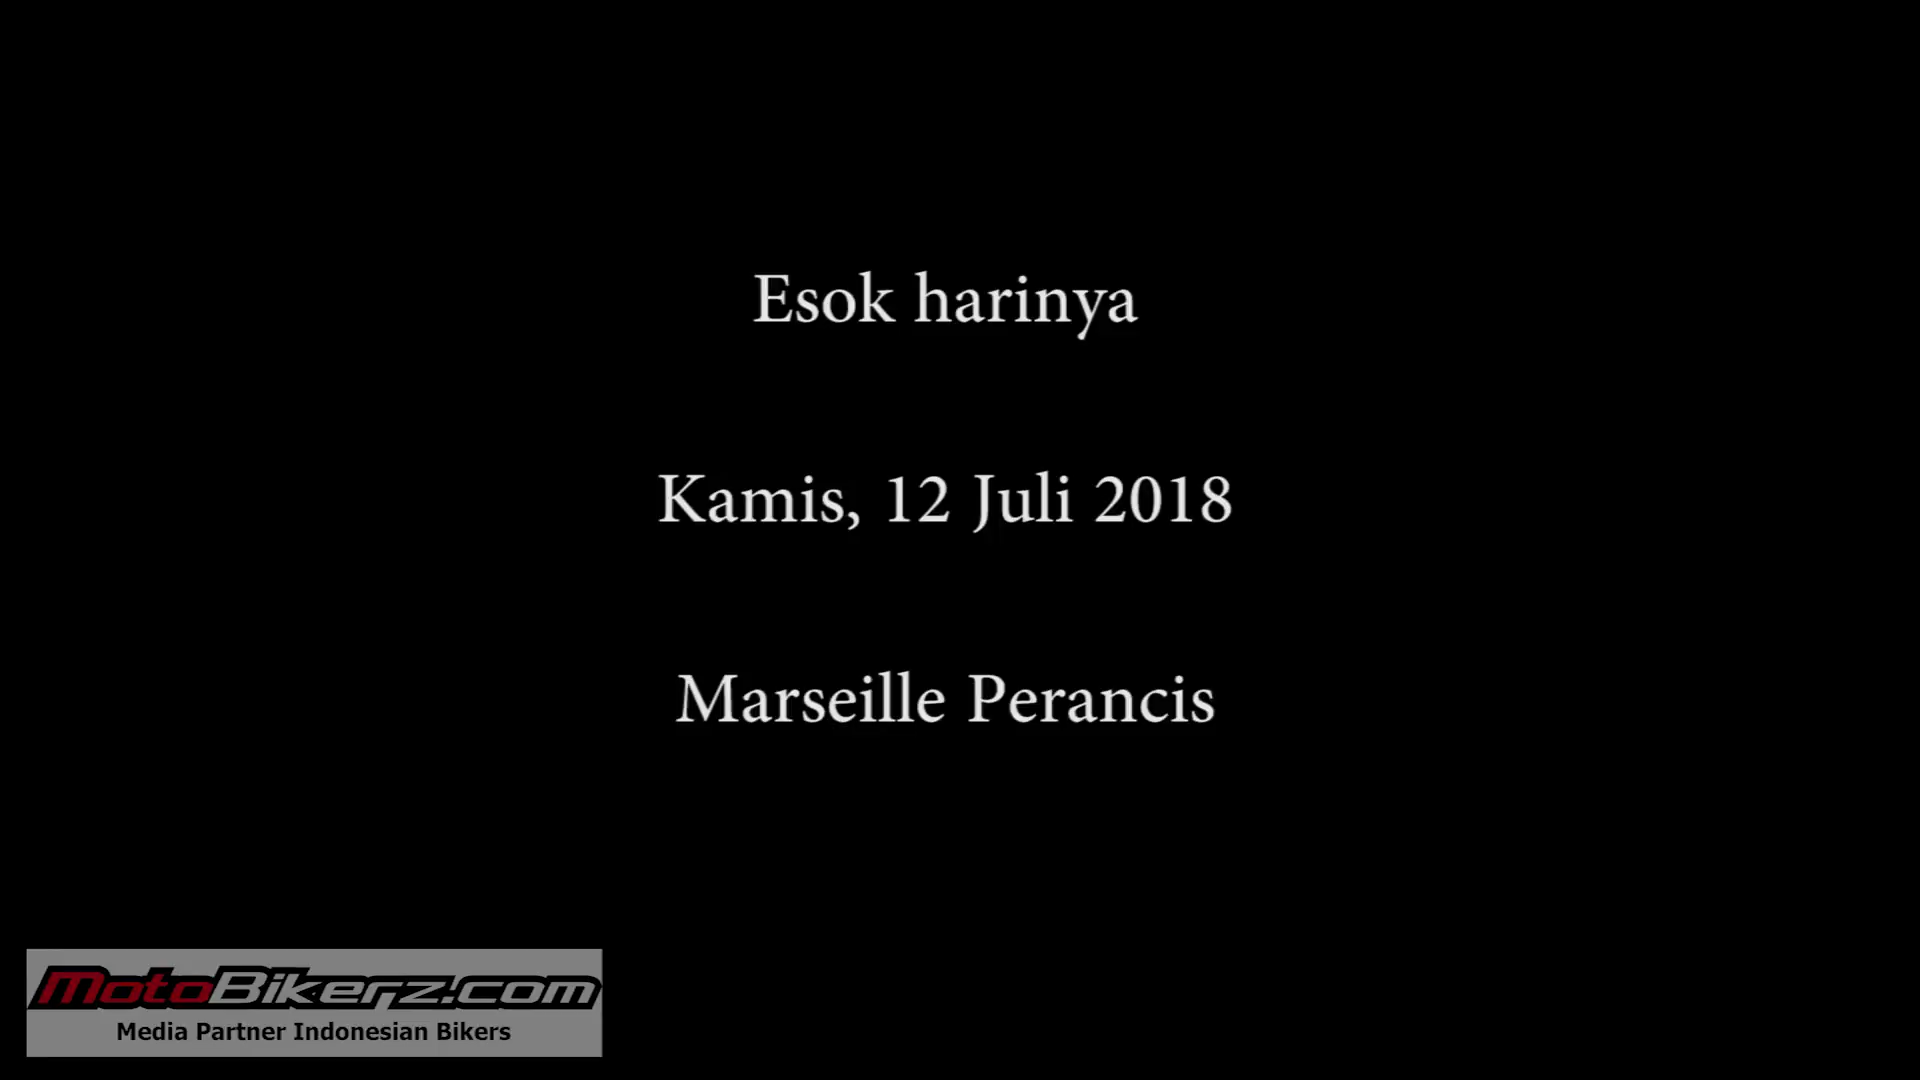 Esok harinya
Kamis, 12 Juli 2018
Marseille Perancis
MotoBikerz.com
Media Partner Indonesian Bikers